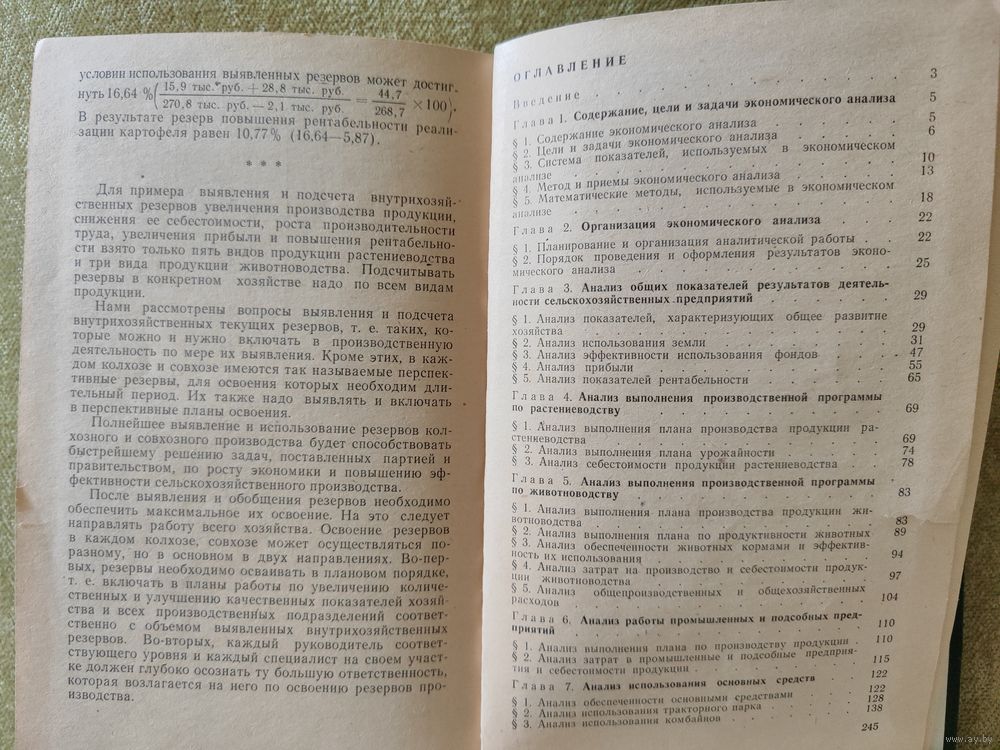 условии использования выявленных резервов может достиг-
нуть 16,64 % (15,9 тыс. руб. + 28,8 тыс. руб. / 270,8 тыс. руб. — 2,1 тыс. руб. = 44,7 / 268,7 × 100).
В результате резерв повышения рентабельности реали-
зации картофеля равен 10,77% (16,64—5,87).
* * *
Для примера выявления и подсчета внутрихозяй-
ственных резервов увеличения производства продукции,
снижения ее себестоимости, роста производительности
труда, увеличения прибыли и повышения рентабельно-
сти взято только пять видов продукции растениеводства
и три вида продукции животноводства. Подсчитывать
резервы в конкретном хозяйстве надо по всем видам
продукции.
Нами рассмотрены вопросы выявления и подсчета
внутрихозяйственных текущих резервов, т. е. таких, ко-
торые можно и нужно включать в производственную
деятельность по мере их выявления. Кроме этих, в каж-
дом колхозе и совхозе имеются так называемые перспек-
тивные резервы, для освоения которых необходим дли-
тельный период. Их также надо выявлять и включать
в перспективные планы освоения.
Полнейшее выявление и использование резервов кол-
хозного и совхозного производства будет способствовать
быстрейшему решению задач, поставленных партией и
правительством, по росту экономики и повышению эф-
фективности сельскохозяйственного производства.
После выявления и обобщения резервов необходимо
обеспечить максимальное их освоение. На это следует
направлять работу всего хозяйства. Освоение резервов
в каждом колхозе, совхозе может осуществляться по-
разному, но в основном в двух направлениях. Во-пер-
вых, резервы необходимо осваивать в плановом порядке,
т. е. включать в планы работы по увеличению количе-
ственных и улучшению качественных показателей хозяй-
ства и всех производственных подразделений соответ-
ственно с объемом выявленных внутрихозяйственных
резервов. Во-вторых, каждый руководитель соответ-
ствующего уровня и каждый специалист на своем участ-
ке должен глубоко осознать ту большую ответственность,
которая возлагается на него по освоению резервов про-
изводства.
ОГЛАВЛЕНИЕ
Введение . . . 3
Глава 1. Содержание, цели и задачи экономического анализа 5
§ 1. Содержание экономического анализа . . . 5
§ 2. Цели и задачи экономического анализа . . . 6
§ 3. Система показателей, используемых в экономическом
анализе . . . 10
§ 4. Метод и приемы экономического анализа . . . 13
§ 5. Математические методы, используемые в экономическом
анализе . . . 18
Глава 2. Организация экономического анализа . . . 22
§ 1. Планирование и организация аналитической работы . . 22
§ 2. Порядок проведения и оформления результатов эконо-
мического анализа . . . 25
Глава 3. Анализ общих показателей результатов деятель-
ности сельскохозяйственных предприятий . . . 29
§ 1. Анализ показателей, характеризующих общее развитие
хозяйства . . . 29
§ 2. Анализ использования земли . . . 31
§ 3. Анализ эффективности использования фондов . . . 47
§ 4. Анализ прибыли . . . 55
§ 5. Анализ показателей рентабельности . . . 65
Глава 4. Анализ выполнения производственной программы
по растениеводству . . . 69
§ 1. Анализ выполнения плана производства продукции ра-
стениеводства . . . 69
§ 2. Анализ выполнения плана урожайности . . . 74
§ 3. Анализ себестоимости продукции растениеводства . . 78
Глава 5. Анализ выполнения производственной программы
по животноводству . . . 83
§ 1. Анализ выполнения плана производства продукции жи-
вотноводства . . . 83
§ 2. Анализ выполнения плана по продуктивности животных 89
§ 3. Анализ обеспеченности животных кормами и эффектив-
ность их использования . . . 94
§ 4. Анализ затрат на производство и себестоимости продук-
ции животноводства . . . 97
§ 5. Анализ общепроизводственных и общехозяйственных
расходов . . . 104
Глава 6. Анализ работы промышленных и подсобных пред-
приятий . . . 110
§ 1. Анализ выполнения плана по производству продукции . 110
§ 2. Анализ затрат в промышленные и подсобные предприя-
тия и себестоимости продукции . . . 115
Глава 7. Анализ использования основных средств . . . 122
§ 1. Анализ обеспеченности основными средствами . . . 122
§ 2. Анализ использования тракторного парка . . . 128
§ 3. Анализ использования комбайнов . . . 138
245
www.ay.by